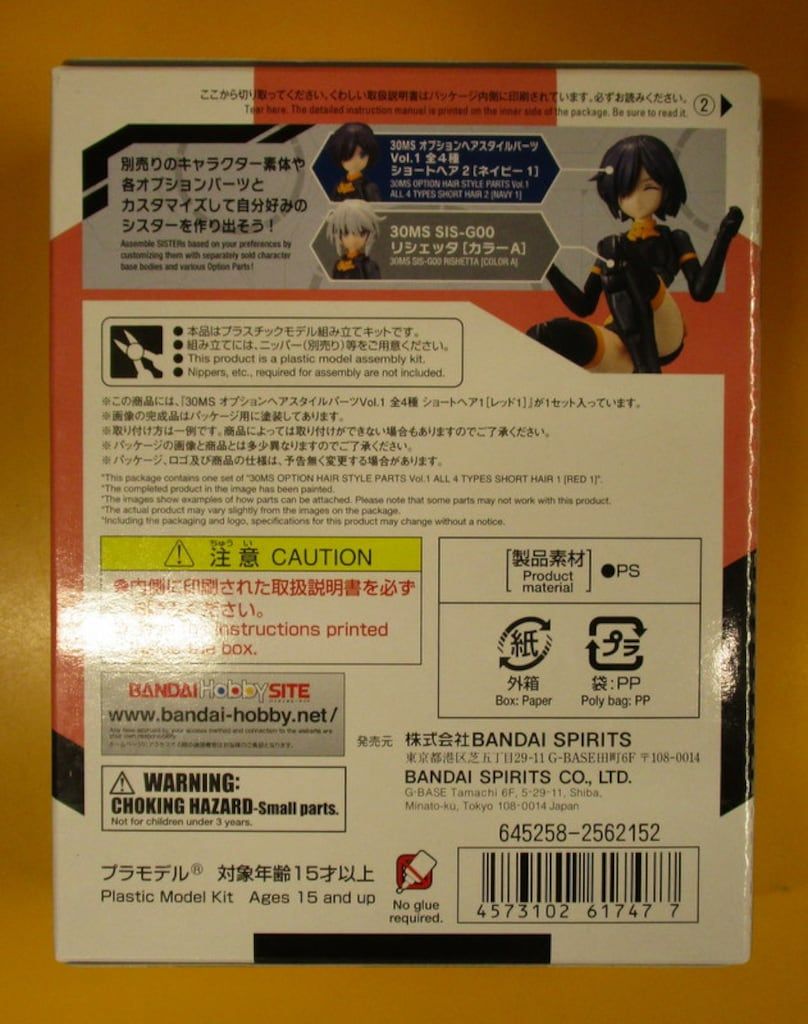 ここから切り取ってください。くわしい取扱説明書はパッケージ内側に印刷されています。必ずお読みください。
Tear here. The detailed instruction manual is printed on the inner side of the package. Be sure to read it.
②
別売りのキャラクター素体や
各オプションパーツと
カスタマイズして自分好みの
シスターを作り出そう！
Assemble SISTERs based on your preferences by
customizing them with separately sold character
base bodies and various Option Parts!
30MS オプションヘアスタイルパーツ
Vol.1 全4種
ショートヘア2 [ネイビー1]
30MS OPTION HAIR STYLE PARTS Vol.1
ALL 4 TYPES SHORT HAIR 2 [NAVY 1]
30MS SIS-G00
リシェッタ [カラーA]
30MS SIS-G00 RISHETTA [COLOR A]
●本品はプラスチックモデル組み立てキットです。
●組み立てには、ニッパー(別売り)等をご用意ください。
●This product is a plastic model assembly kit.
●Nippers, etc., required for assembly are not included.
※この商品には、『30MS オプションヘアスタイルパーツVol.1 全4種 ショートヘア1[レッド1]』が1セット入っています。
※画像の完成品はパッケージ用に塗装してあります。
※取り付け方は一例です。商品によっては取り付けができない場合もありますのでご了承ください。
※パッケージの画像と商品とは多少異なりますのでご了承ください。
※パッケージ、ロゴ及び商品の仕様は、予告無く変更する場合があります。
*This package contains one set of "30MS OPTION HAIR STYLE PARTS Vol.1 ALL 4 TYPES SHORT HAIR 1 [RED 1]".
*The completed product in the image has been painted.
*The images show examples of how parts can be attached. Please note that some parts may not work with this product.
*The actual product may vary slightly from the images on the package.
*Including the packaging and logo, specifications for this product may change without a notice.
ちゅう い
注意 CAUTION
内側に印刷された取扱説明書を必ず
ください。
instructions printed
the box.
[製品素材 Product material] ●PS
紙
外箱
Box: Paper
プラ
袋:PP
Poly bag: PP
BANDAI Hobby SITE
www.bandai-hobby.net/
発売元 株式会社BANDAI SPIRITS
東京都港区芝五丁目29-11 G-BASE田町6F 〒108-0014
BANDAI SPIRITS CO., LTD.
G-BASE Tamachi 6F, 5-29-11, Shiba,
Minato-ku, Tokyo 108-0014 Japan
WARNING:
CHOKING HAZARD-Small parts.
Not for children under 3 years.
645258-2562152
プラモデル® 対象年齢15才以上
Plastic Model Kit Ages 15 and up
No glue
required.
4573102 61747 7